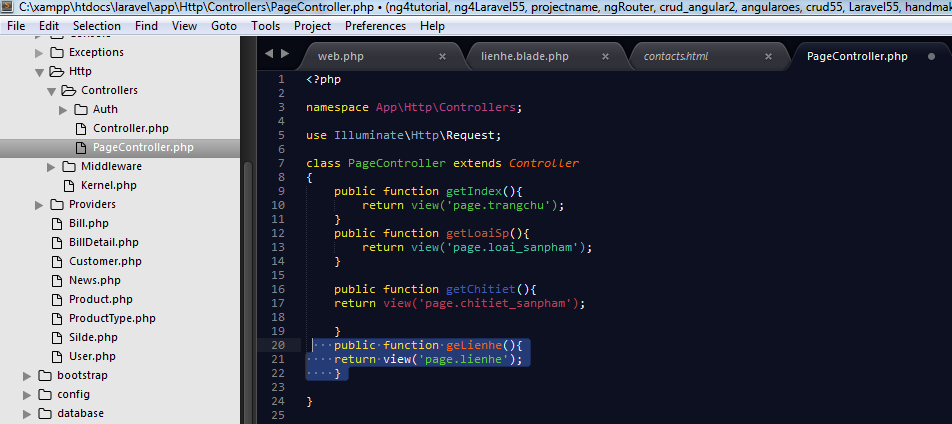 C:\xampp\htdocs\laravel\app\Http\Controllers\PageController.php • (ng4tutorial, ng4Laravel55, projectname, ngRouter, crud_angular2, angularoes, crud55, Laravel55, handmak
File Edit Selection Find View Goto Tools Project Preferences Help
Exceptions
Http
Controllers
Auth
Controller.php
PageController.php
Middleware
Kernel.php
Providers
Bill.php
BillDetail.php
Customer.php
News.php
Product.php
ProductType.php
Silde.php
User.php
bootstrap
config
database
web.php × lienhe.blade.php × contacts.html × PageController.php
1 <?php
2
3 namespace App\Http\Controllers;
4
5 use Illuminate\Http\Request;
6
7 class PageController extends Controller
8 {
9 public function getIndex(){
10 return view('page.trangchu');
11 }
12 public function getLoaiSp(){
13 return view('page.loai_sanpham');
14 }
15
16 public function getChitiet(){
17 return view('page.chitiet_sanpham');
18
19 }
20 public function geLienhe(){
21 return view('page.lienhe');
22 }
23
24 }
25